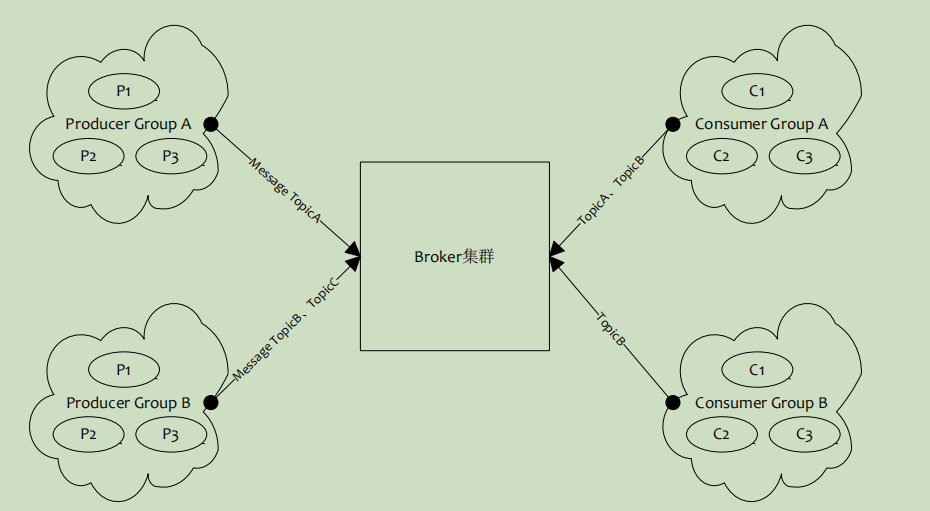 P1
Producer Group A
P2
P3
Message TopicA
Broker集群
C1
Consumer Group A
C2
C3
TopicA、TopicB
P1
Producer Group B
P2
P3
Message TopicB、TopicC
C1
Consumer Group B
C2
C3
TopicB